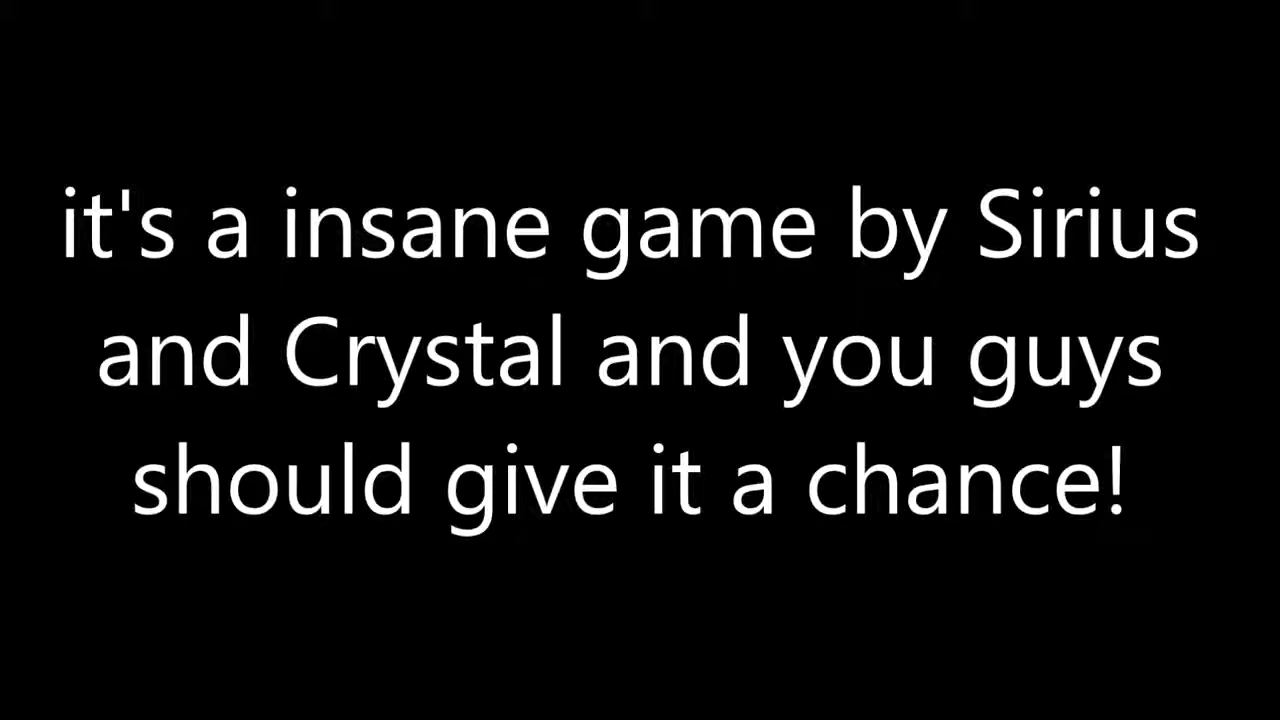 it's a insane game by Sirius
and Crystal and you guys
should give it a chance!